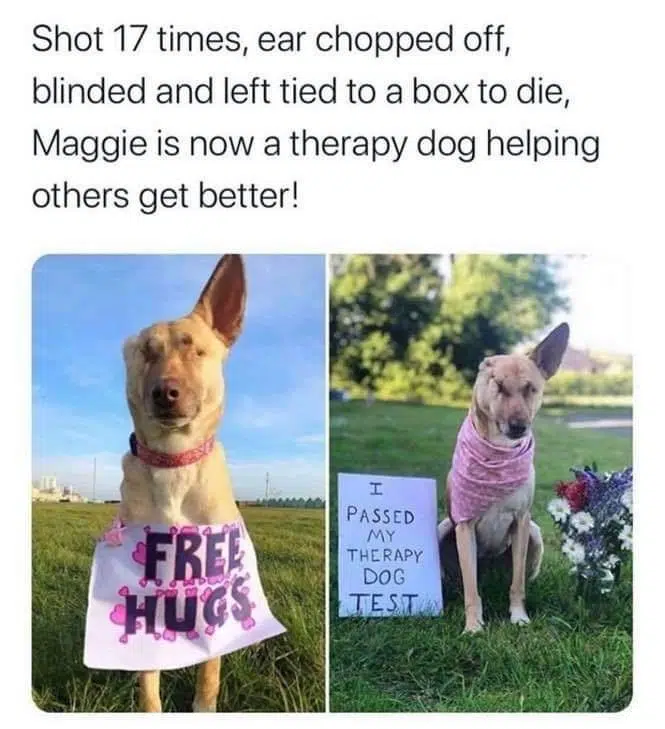 Shot 17 times, ear chopped off,
blinded and left tied to a box to die,
Maggie is now a therapy dog helping
others get better!
FREE
HUGS
I
PASSED
MY
THERAPY
DOG
TEST